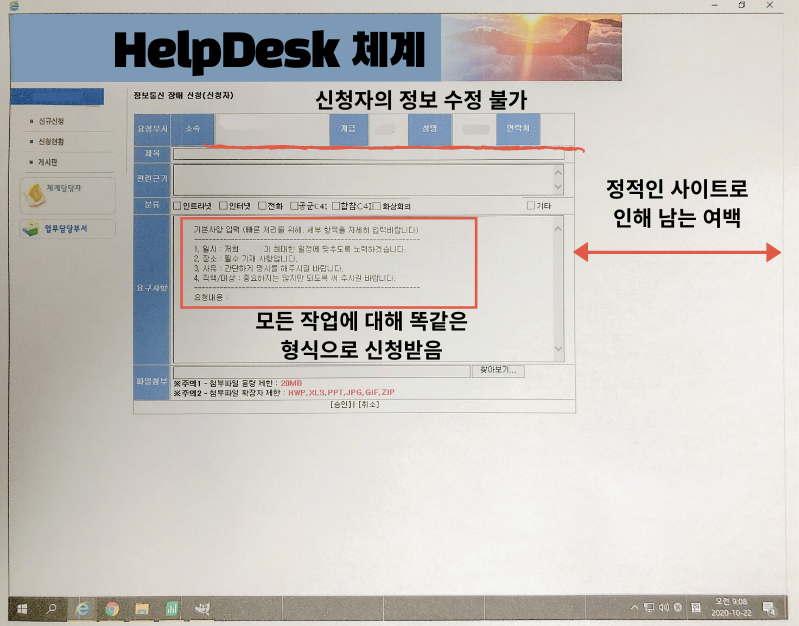 HelpDesk 체계
정보통신 장애 신청(신청자)
신청자의 정보 수정 불가
신규신청
신청현황
게시판
체계담당자
업무담당부서
요청부서 소속 계급 성명 연락처
제목
관련근거
분류 인트라넷 인터넷 전화 공군C4I 합참C4I 화상회의 기타
요구사항
기본사항 입력 (빠른 처리를 위해, 세부 항목을 자세히 입력바랍니다)
1. 일시 : 저희 이 최대한 일정에 맞추도록 노력하겠습니다
2. 장소 : 필수 기재 사항입니다.
3. 사유 : 간단하게 명시를 해주시길 바랍니다.
4. 직책/대상 : 중요하지는 않지만 되도록 써 주시길 바랍니다.
요청내용 :
모든 작업에 대해 똑같은
형식으로 신청받음
정적인 사이트로
인해 남는 여백
파일첨부 찾아보기...
※주의1 - 첨부파일 용량 제한 : 20MB
※주의2 - 첨부파일 확장자 제한 : HWP,XLS,PPT,JPG,GIF,ZIP
[승인] [취소]
오전 9:08
2020-10-22
4